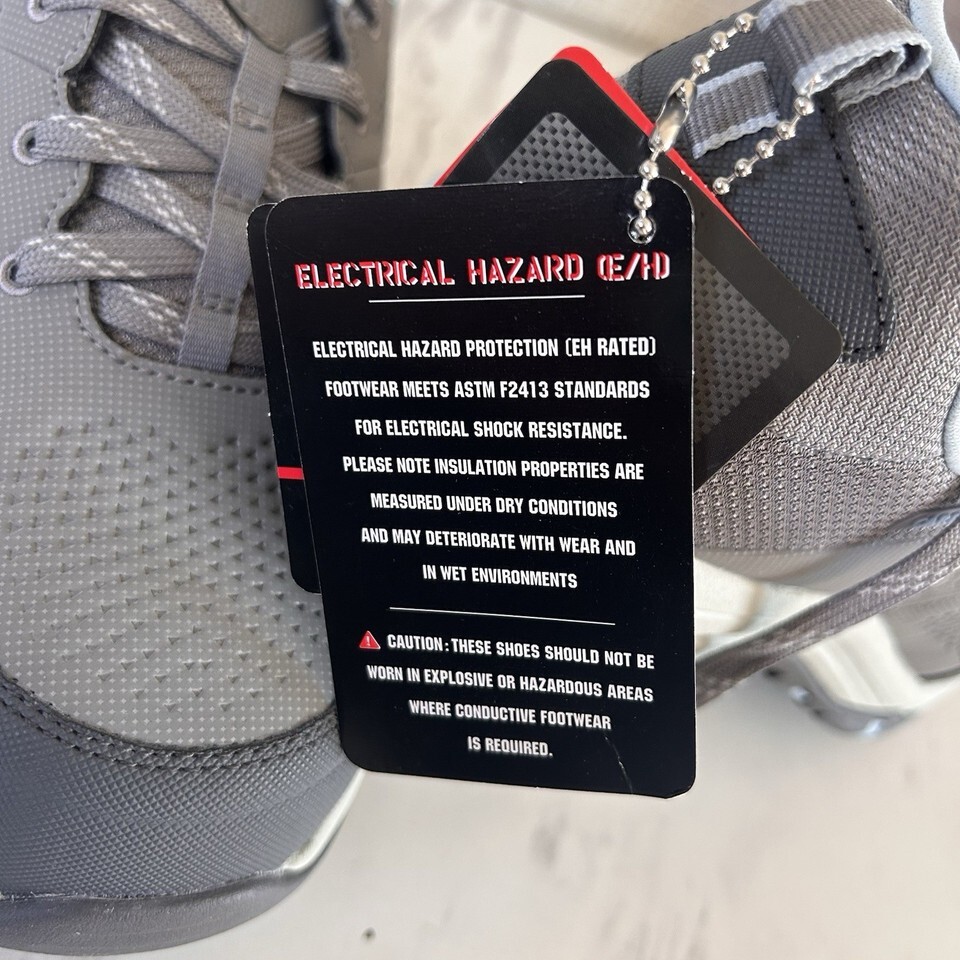 ELECTRICAL HAZARD (E/H)
ELECTRICAL HAZARD PROTECTION (EH RATED)
FOOTWEAR MEETS ASTM F2413 STANDARDS
FOR ELECTRICAL SHOCK RESISTANCE.
PLEASE NOTE INSULATION PROPERTIES ARE
MEASURED UNDER DRY CONDITIONS
AND MAY DETERIORATE WITH WEAR AND
IN WET ENVIRONMENTS
CAUTION: THESE SHOES SHOULD NOT BE
WORN IN EXPLOSIVE OR HAZARDOUS AREAS
WHERE CONDUCTIVE FOOTWEAR
IS REQUIRED.